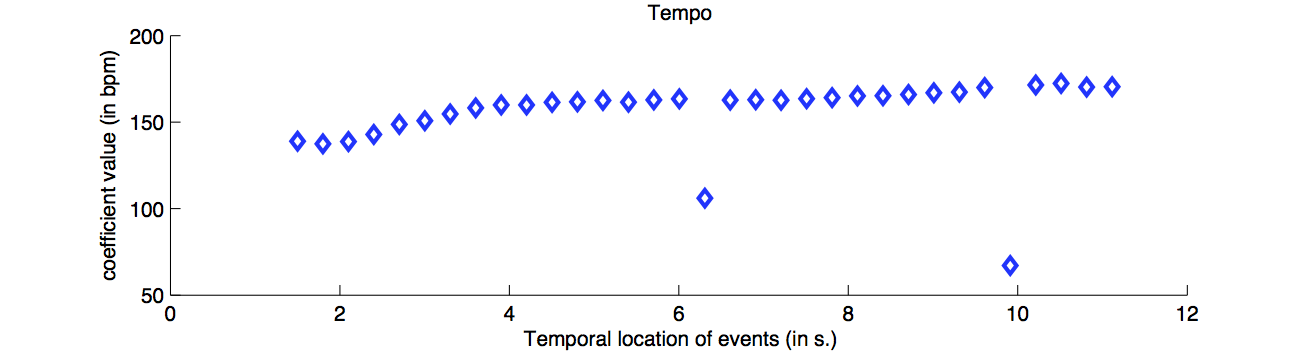 Tempo
200
150
100
50
coefficient value (in bpm)
0 2 4 6 8 10 12
Temporal location of events (in s.)